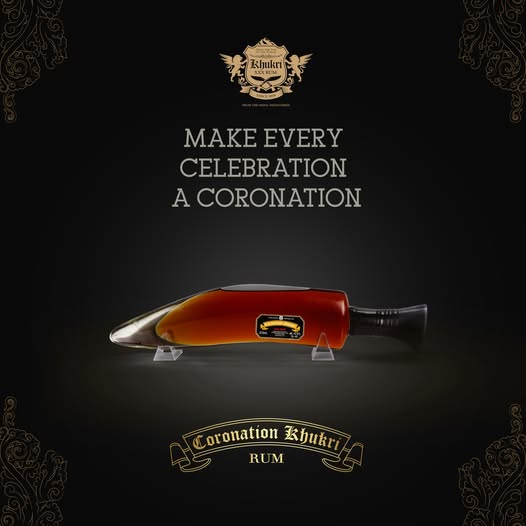 Khukri
XXX RUM
MAKE EVERY
CELEBRATION
A CORONATION
Coronation Khukri
RUM